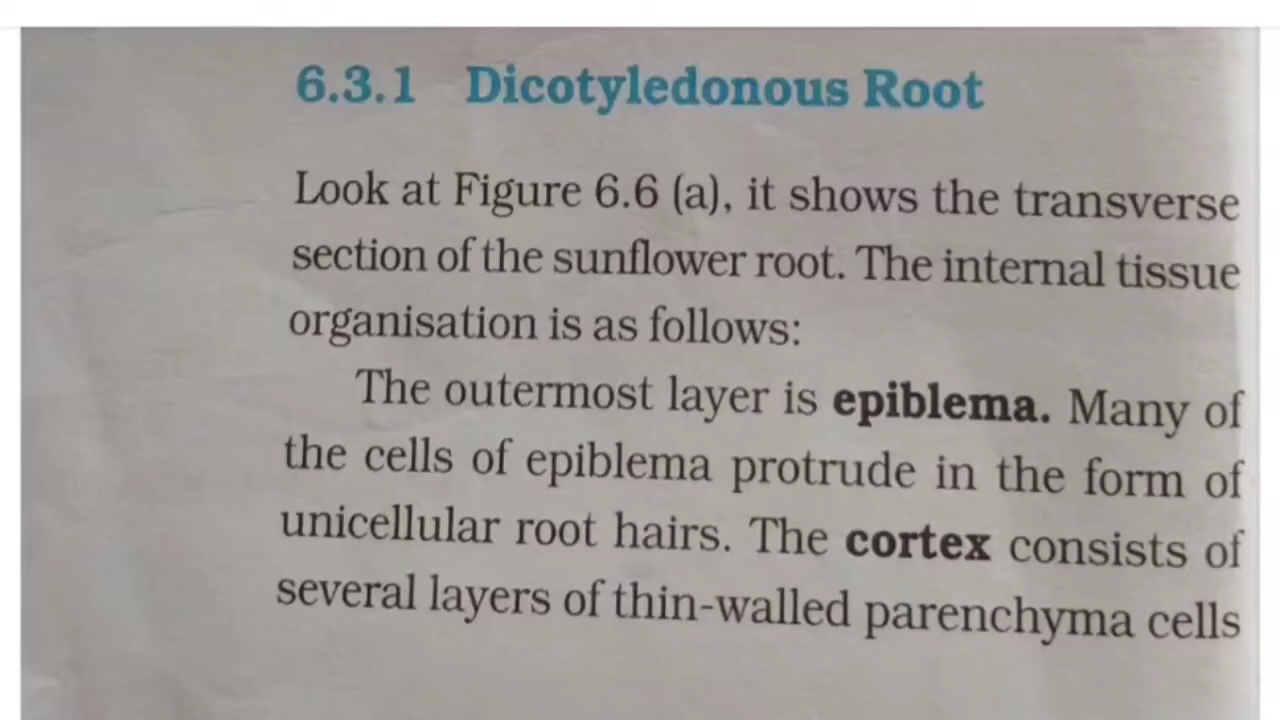 6.3.1 Dicotyledonous Root
Look at Figure 6.6 (a), it shows the transverse
section of the sunflower root. The internal tissue
organisation is as follows:
The outermost layer is epiblema. Many of
the cells of epiblema protrude in the form of
unicellular root hairs. The cortex consists of
several layers of thin-walled parenchyma cells